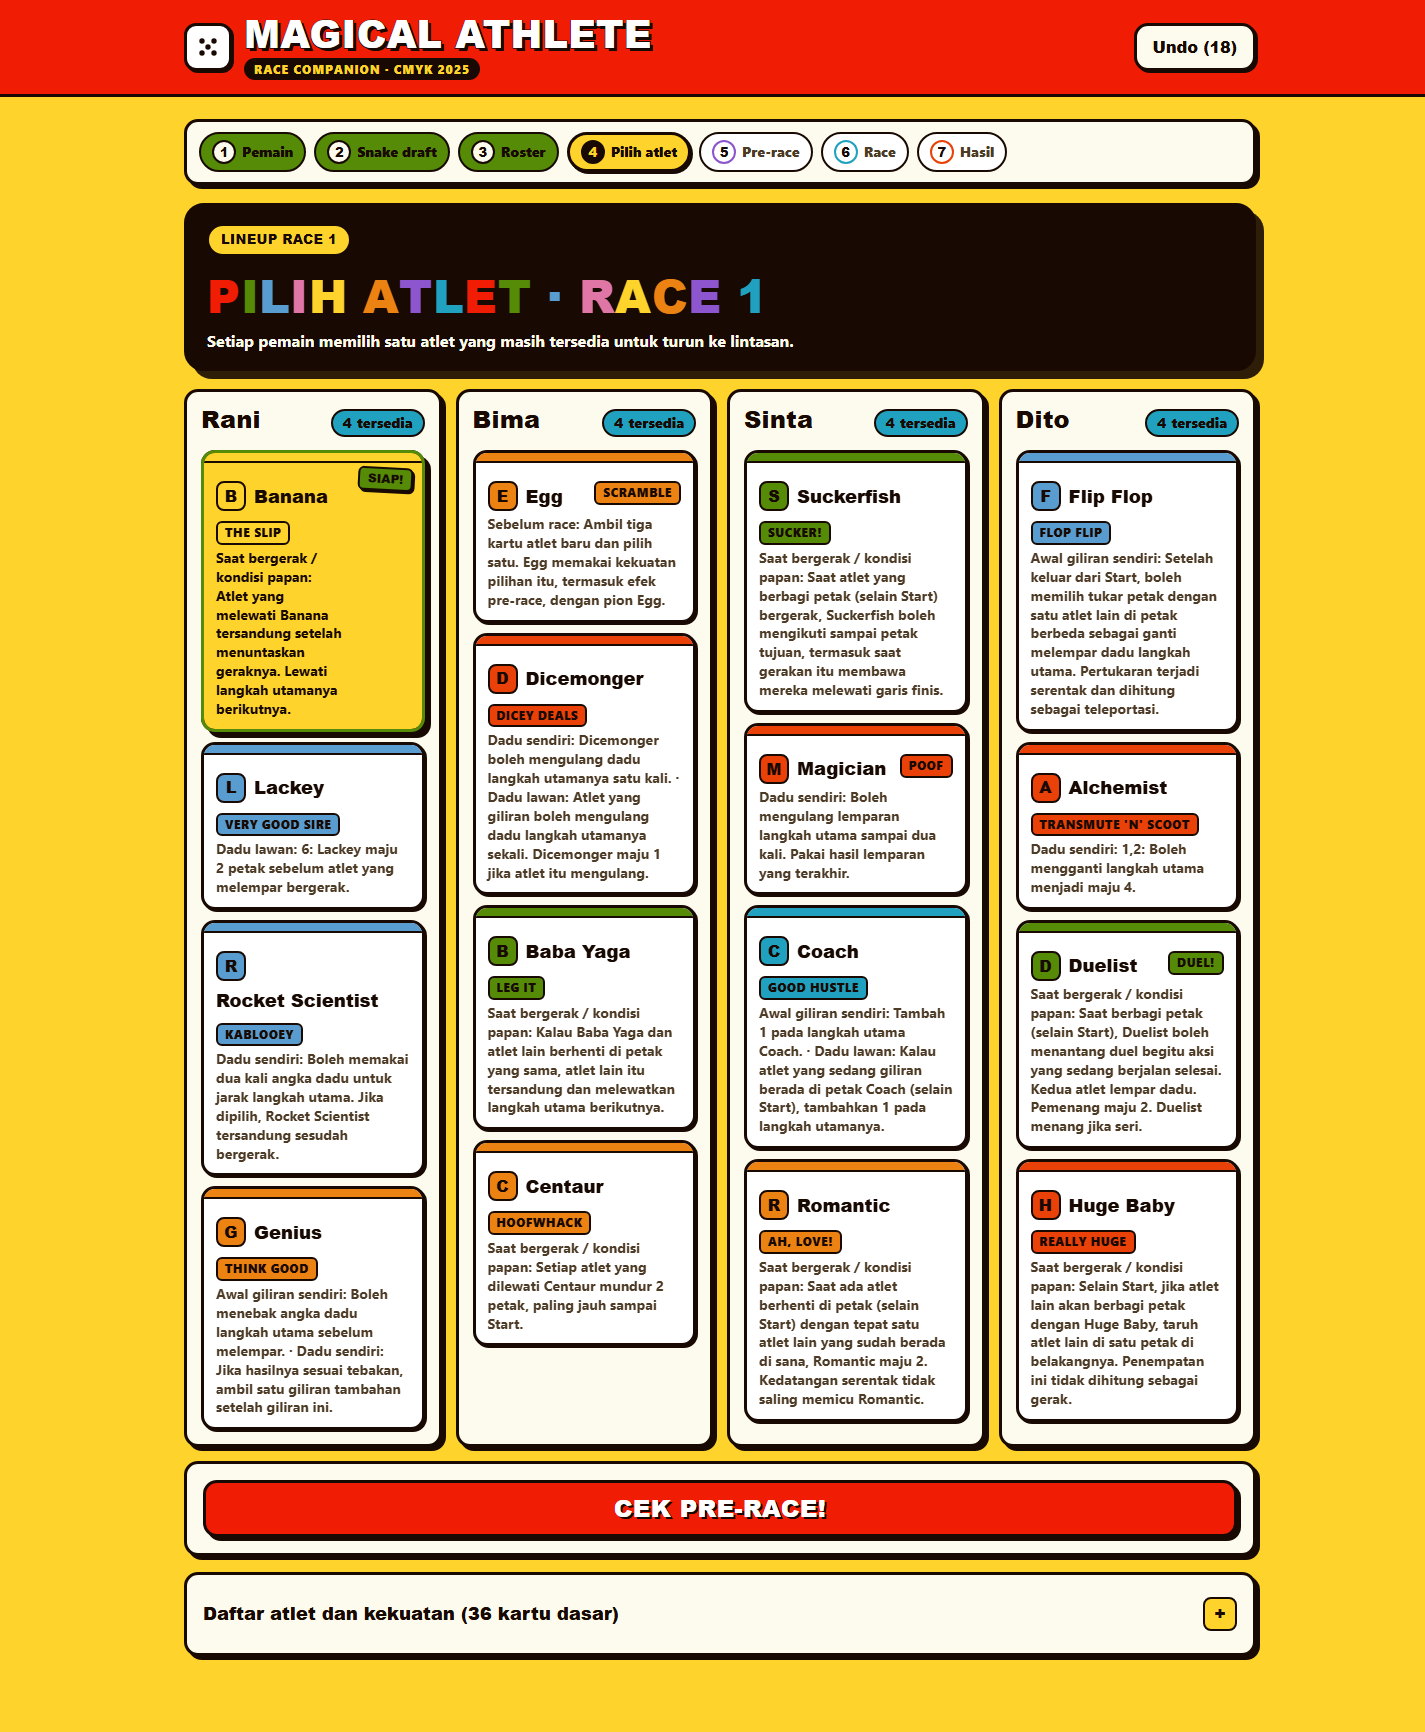 MAGICAL ATHLETE
RACE COMPANION · CMYK 2025
Undo (18)
1 Pemain
2 Snake draft
3 Roster
4 Pilih atlet
5 Pre-race
6 Race
7 Hasil
LINEUP RACE 1
PILIH ATLET · RACE 1
Setiap pemain memilih satu atlet yang masih tersedia untuk turun ke lintasan.
Rani
4 tersedia
SIAP!
B Banana
THE SLIP
Saat bergerak /
kondisi papan:
Atlet yang
melewati Banana
tersandung setelah
menuntaskan
geraknya. Lewati
langkah utamanya
berikutnya.
L Lackey
VERY GOOD SIRE
Dadu lawan: 6: Lackey maju
2 petak sebelum atlet yang
melempar bergerak.
R
Rocket Scientist
KABLOOEY
Dadu sendiri: Boleh memakai
dua kali angka dadu untuk
jarak langkah utama. Jika
dipilih, Rocket Scientist
tersandung sesudah
bergerak.
G Genius
THINK GOOD
Awal giliran sendiri: Boleh
menebak angka dadu
langkah utama sebelum
melempar. · Dadu sendiri:
Jika hasilnya sesuai tebakan,
ambil satu giliran tambahan
setelah giliran ini.
Bima
4 tersedia
E Egg
SCRAMBLE
Sebelum race: Ambil tiga
kartu atlet baru dan pilih
satu. Egg memakai kekuatan
pilihan itu, termasuk efek
pre-race, dengan pion Egg.
D Dicemonger
DICEY DEALS
Dadu sendiri: Dicemonger
boleh mengulang dadu
langkah utamanya satu kali. ·
Dadu lawan: Atlet yang
giliran boleh mengulang
dadu langkah utamanya
sekali. Dicemonger maju 1
jika atlet itu mengulang.
B Baba Yaga
LEG IT
Saat bergerak / kondisi
papan: Kalau Baba Yaga dan
atlet lain berhenti di petak
yang sama, atlet lain itu
tersandung dan melewatkan
langkah utama berikutnya.
C Centaur
HOOFWHACK
Saat bergerak / kondisi
papan: Setiap atlet yang
dilewati Centaur mundur 2
petak, paling jauh sampai
Start.
Sinta
4 tersedia
S Suckerfish
SUCKER!
Saat bergerak / kondisi
papan: Saat atlet yang
berbagi petak (selain Start)
bergerak, Suckerfish boleh
mengikuti sampai petak
tujuan, termasuk saat
gerakan itu membawa
mereka melewati garis finis.
M Magician
POOF
Dadu sendiri: Boleh
mengulang lemparan
langkah utama sampai dua
kali. Pakai hasil lemparan
yang terakhir.
C Coach
GOOD HUSTLE
Awal giliran sendiri: Tambah
1 pada langkah utama
Coach. · Dadu lawan: Kalau
atlet yang sedang giliran
berada di petak Coach (selain
Start), tambahkan 1 pada
langkah utamanya.
R Romantic
AH, LOVE!
Saat bergerak / kondisi
papan: Saat ada atlet
berhenti di petak (selain
Start) dengan tepat satu
atlet lain yang sudah berada
di sana, Romantic maju 2.
Kedatangan serentak tidak
saling memicu Romantic.
Dito
4 tersedia
F Flip Flop
FLOP FLIP
Awal giliran sendiri: Setelah
keluar dari Start, boleh
memilih tukar petak dengan
satu atlet lain di petak
berbeda sebagai ganti
melempar dadu langkah
utama. Pertukaran terjadi
serentak dan dihitung
sebagai teleportasi.
A Alchemist
TRANSMUTE 'N' SCOOT
Dadu sendiri: 1,2: Boleh
mengganti langkah utama
menjadi maju 4.
D Duelist
DUEL!
Saat bergerak / kondisi
papan: Saat berbagi petak
(selain Start), Duelist boleh
menantang duel begitu aksi
yang sedang berjalan selesai.
Kedua atlet lempar dadu.
Pemenang maju 2. Duelist
menang jika seri.
H Huge Baby
REALLY HUGE
Saat bergerak / kondisi
papan: Selain Start, jika atlet
lain akan berbagi petak
dengan Huge Baby, taruh
atlet lain di satu petak di
belakangnya. Penempatan
ini tidak dihitung sebagai
gerak.
CEK PRE-RACE!
Daftar atlet dan kekuatan (36 kartu dasar)
+